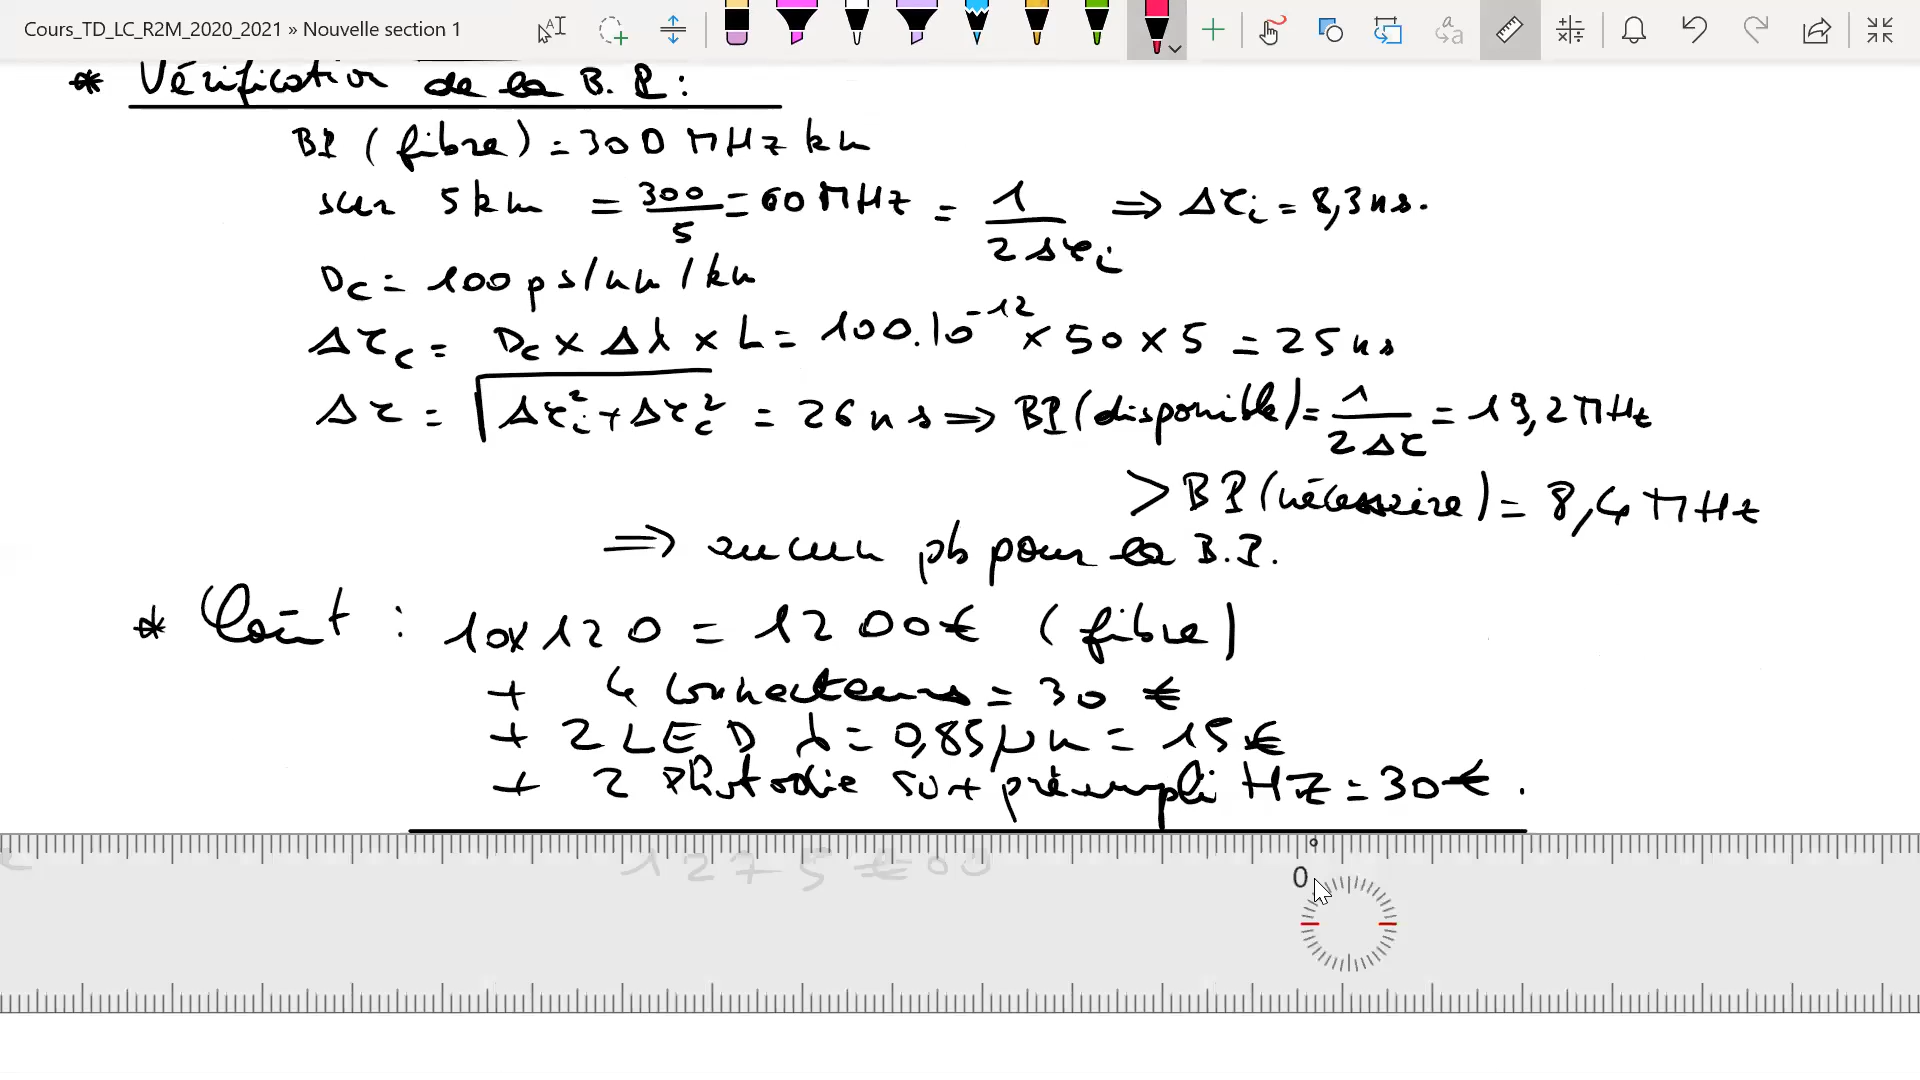 Cours_TD_LC_R2M_2020_2021 » Nouvelle section 1
* Vérification de la B.P.:
BP (fibre) = 300 MHz km
sur 5 km = 300/5 = 60 MHz = 1/(2Δτi) ⇒ Δτi = 8,3 ns.
Dc = 100 ps/nm/km
Δτc = Dc × Δλ × L = 100.10^-12 × 50 × 5 = 25 ns
Δτ = √(Δτi² + Δτc²) = 26 ns ⇒ BP (disponible) = 1/(2Δτ) = 19,2 MHz
> BP (nécessaire) = 8,4 MHz
⇒ aucun pb pour la B.P.
* Coût : 10x120 = 1200€ (fibre)
+ 4 connecteurs = 30 €
+ 2 LED λ = 0,85 μm = 15€
+ 2 Photodiode Si + préampli HZ = 30€.
1275€00
0